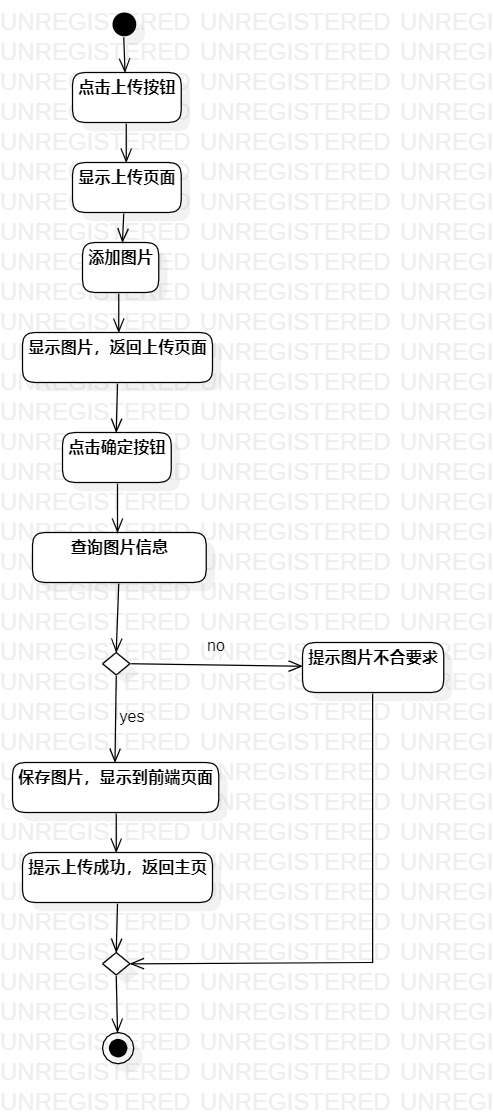 点击上传按钮
显示上传页面
添加图片
显示图片，返回上传页面
点击确定按钮
查询图片信息
no
提示图片不合要求
yes
保存图片，显示到前端页面
提示上传成功，返回主页
UNREGISTERED